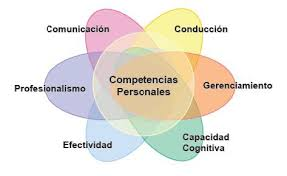 Comunicación
Conducción
Competencias
Personales
Profesionalismo
Gerenciamiento
Efectividad
Capacidad
Cognitiva